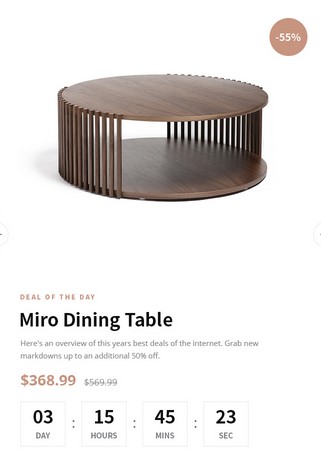 -55%
DEAL OF THE DAY
Miro Dining Table
Here's an overview of this years best deals of the internet. Grab new
markdowns up to an additional 50% off.
$368.99 $569.99
03 : 15 : 45 : 23
DAY HOURS MINS SEC